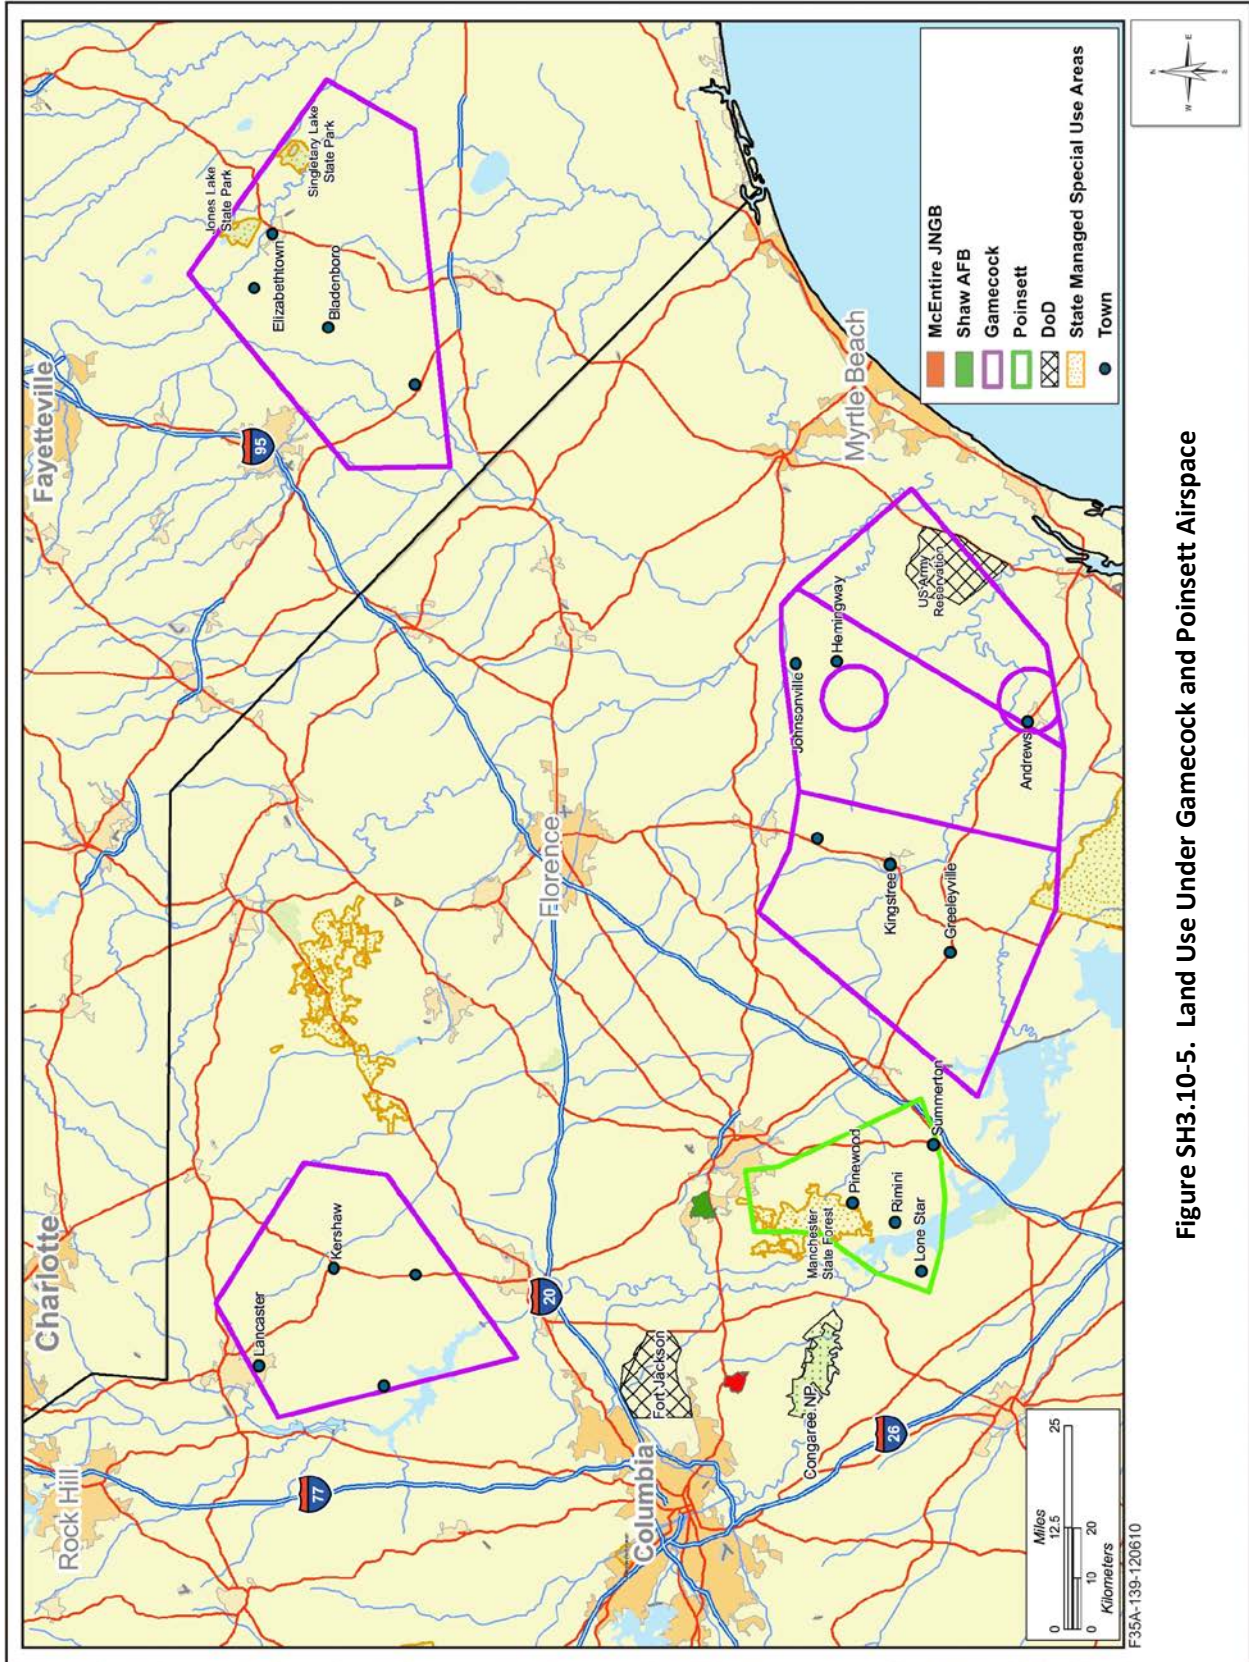 Rock Hill
Charlotte
Fayetteville
77
95
20
26
Lancaster
Kershaw
Jones Lake
State Park
Singletary Lake
State Park
Elizabethtown
Bladenboro
Florence
Columbia
Fort Jackson
Congaree NP
Manchester
State Forest
Pinewood
Rimini
Lone Star
Summerton
Kingstree
Greeleyville
Johnsonville
Hemingway
Andrews
US Army
Reservation
Myrtle Beach
McEntire JNGB
Shaw AFB
Gamecock
Poinsett
DoD
State Managed Special Use Areas
Town
Miles
0 12.5 25
0 10 20
Kilometers
N
W E
S
F35A-139-120610
Figure SH3.10-5. Land Use Under Gamecock and Poinsett Airspace